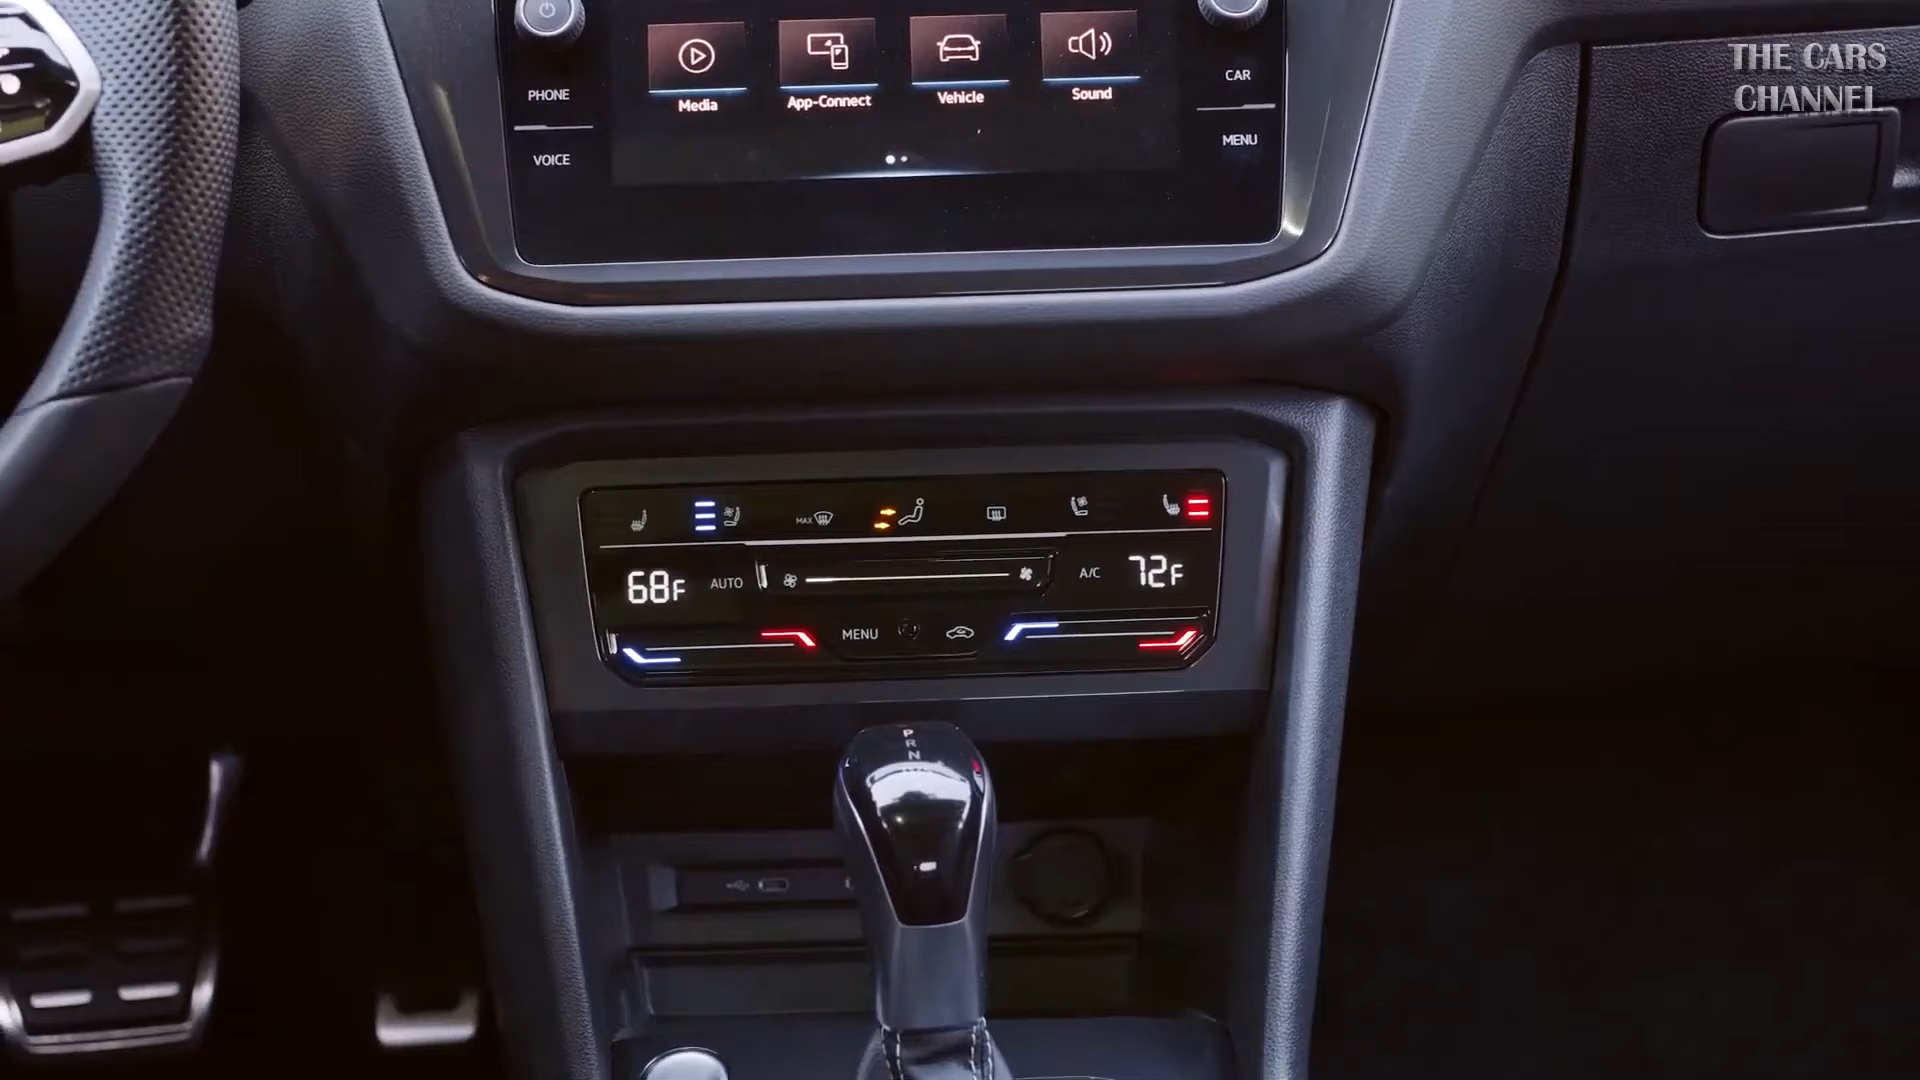 THE CARS
CHANNEL
PHONE
VOICE
Media
App-Connect
Vehicle
Sound
CAR
MENU
MAX
68F
AUTO
A/C
72F
MENU
P
R
N